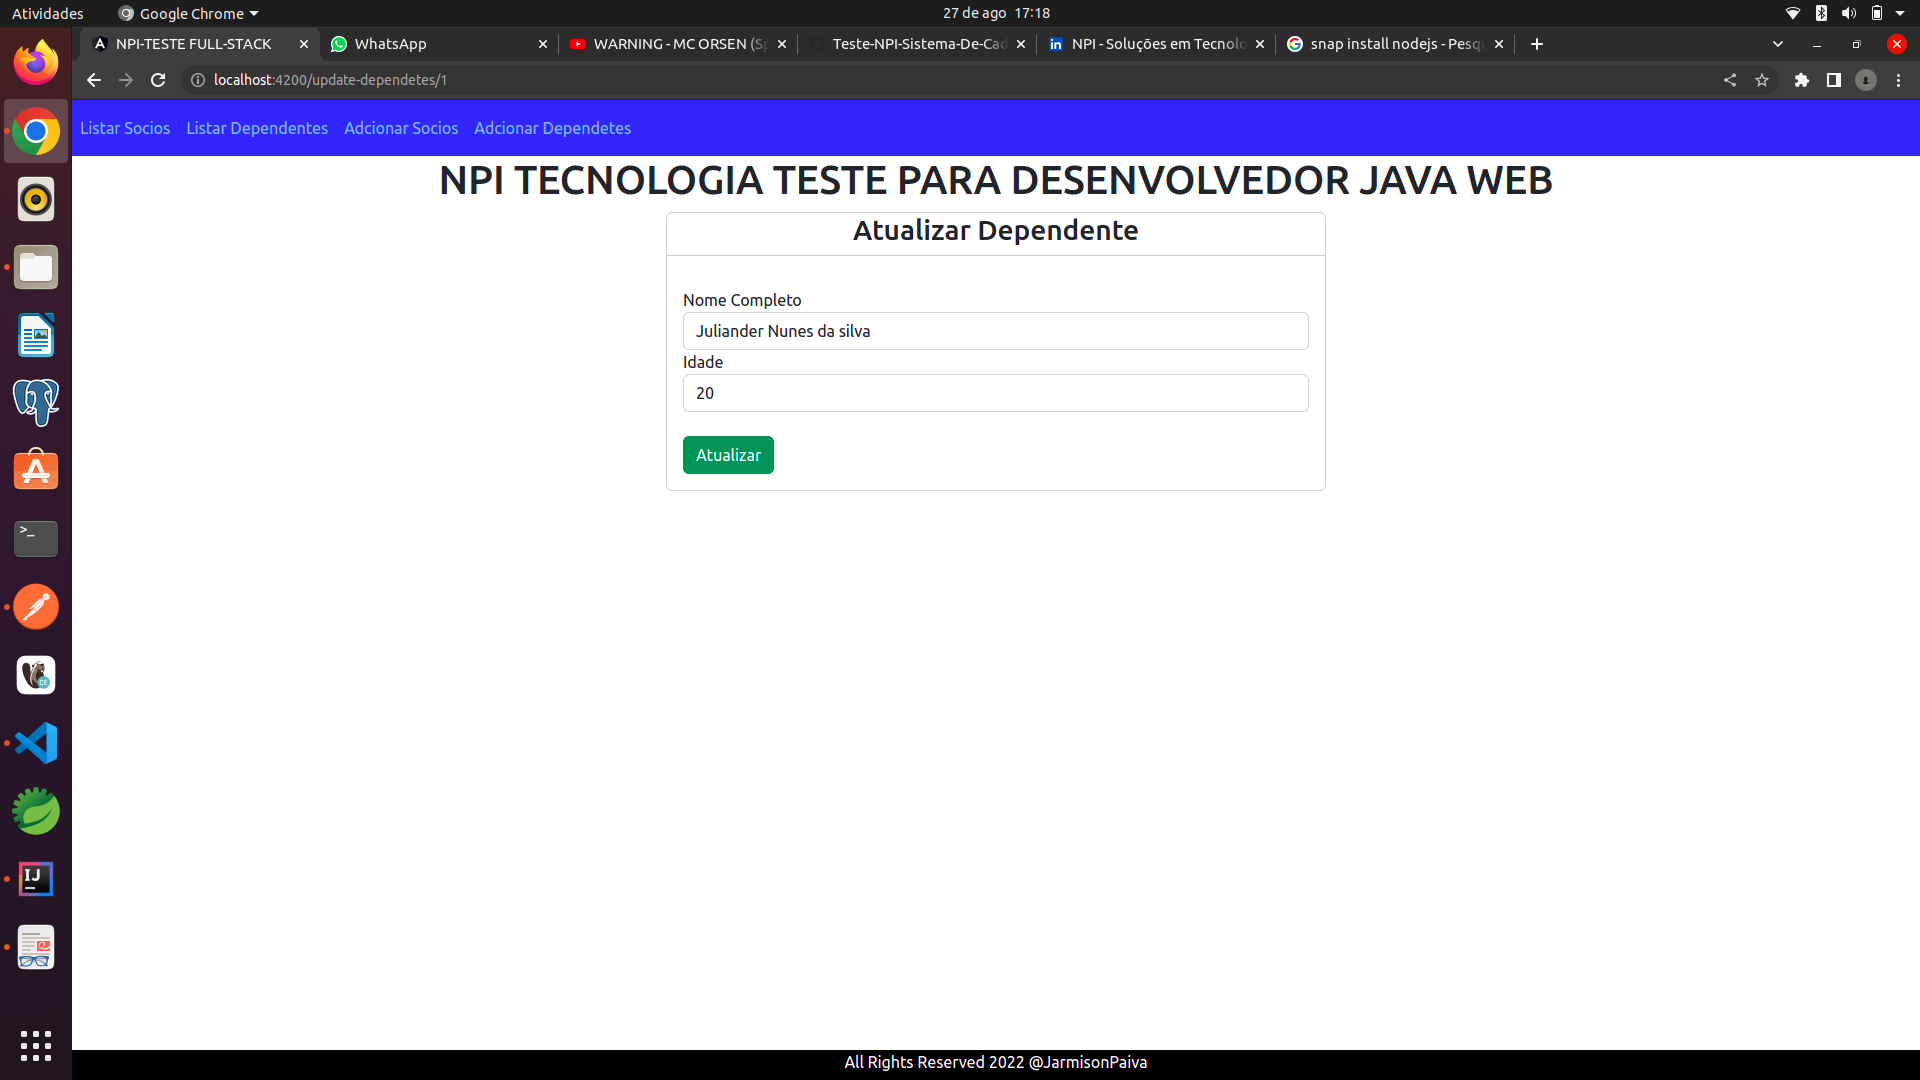 Atividades
Google Chrome
27 de ago 17:18
NPI-TESTE FULL-STACK
WhatsApp
WARNING - MC ORSEN (Sp
Teste-NPI-Sistema-De-Cad
NPI - Soluções em Tecnolo
snap install nodejs - Pesqu
localhost:4200/update-dependetes/1
Listar Socios
Listar Dependentes
Adcionar Socios
Adcionar Dependetes
NPI TECNOLOGIA TESTE PARA DESENVOLVEDOR JAVA WEB
Atualizar Dependente
Nome Completo
Juliander Nunes da silva
Idade
20
Atualizar
All Rights Reserved 2022 @JarmisonPaiva